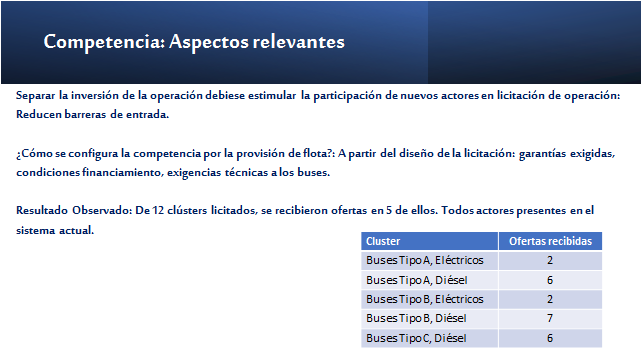 Competencia: Aspectos relevantes
Separar la inversión de la operación debiese estimular la participación de nuevos actores en licitación de operación:
Reducen barreras de entrada.
¿Cómo se configura la competencia por la provisión de flota?: A partir del diseño de la licitación: garantías exigidas,
condiciones financiamiento, exigencias técnicas a los buses.
Resultado Observado: De 12 clústers licitados, se recibieron ofertas en 5 de ellos. Todos actores presentes en el
sistema actual.
Cluster Ofertas recibidas
Buses Tipo A, Eléctricos 2
Buses Tipo A, Diésel 6
Buses Tipo B, Eléctricos 2
Buses Tipo B, Diésel 7
Buses Tipo C, Diésel 6